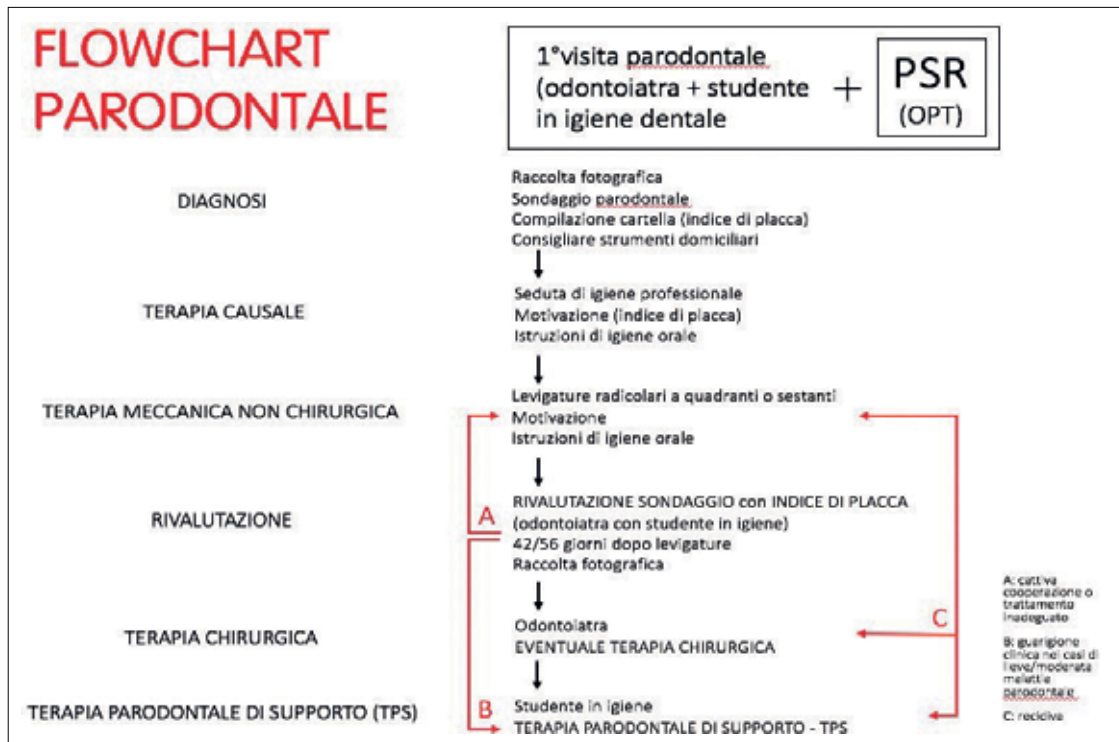 FLOWCHART
PARODONTALE
1°visita parodontale
(odontoiatra + studente
in igiene dentale
+
PSR
(OPT)
DIAGNOSI
Raccolta fotografica
Sondaggio parodontale
Compilazione cartella (indice di placca)
Consigliare strumenti domiciliari
TERAPIA CAUSALE
Seduta di igiene professionale
Motivazione (indice di placca)
Istruzioni di igiene orale
TERAPIA MECCANICA NON CHIRURGICA
Levigature radicolari a quadranti o sestanti
Motivazione
Istruzioni di igiene orale
RIVALUTAZIONE
A
RIVALUTAZIONE SONDAGGIO con INDICE DI PLACCA
(odontoiatra con studente in igiene)
42/56 giorni dopo levigature
Raccolta fotografica
TERAPIA CHIRURGICA
Odontoiatra
EVENTUALE TERAPIA CHIRURGICA
C
TERAPIA PARODONTALE DI SUPPORTO (TPS)
B
Studente in igiene
TERAPIA PARODONTALE DI SUPPORTO - TPS
A: cattiva
cooperazione o
trattamento
inadeguato
B: guarigione
clinica nei casi di
lieve/moderata
malattia
parodontale
C: recidiva